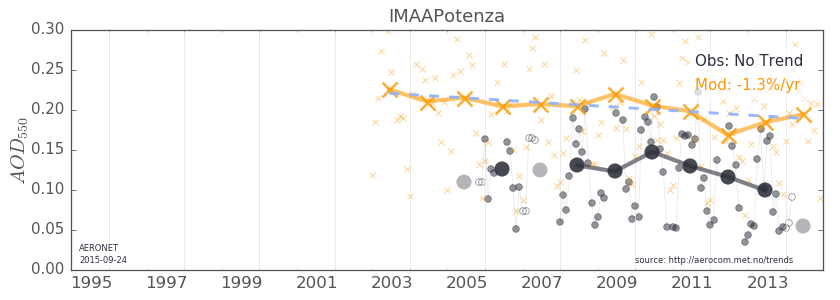 IMAAPotenza
0.30
0.25
0.20
0.15
0.10
0.05
0.00
AOD550
Obs: No Trend
Mod: -1.3%/yr
AERONET
2015-09-24
source: http://aerocom.met.no/trends
1995 1997 1999 2001 2003 2005 2007 2009 2011 2013